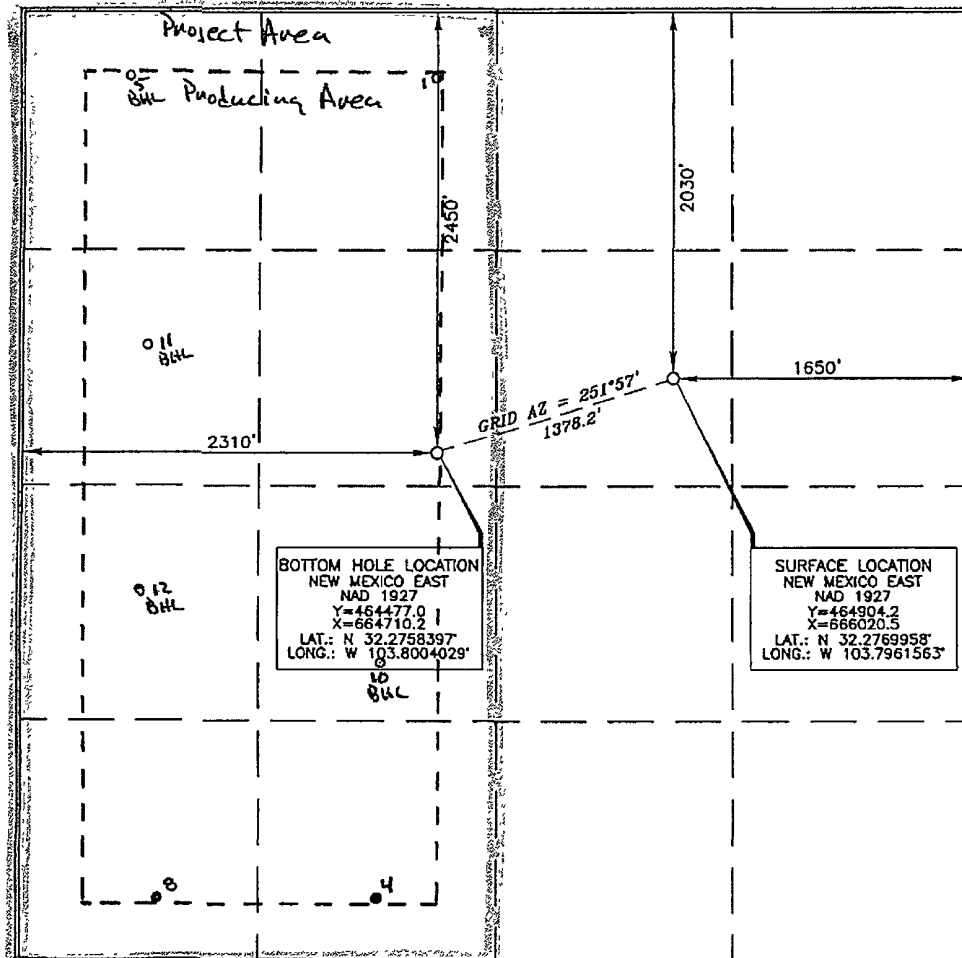 Project Area
5
BHL
Producing Area
1
2450'
2030'
11
BHL
1650'
GRID AZ = 251°57'
1378.2'
2310'
12
BHL
BOTTOM HOLE LOCATION
NEW MEXICO EAST
NAD 1927
Y=464477.0
X=664710.2
LAT.: N 32.2758397°
LONG.: W 103.8004029°
SURFACE LOCATION
NEW MEXICO EAST
NAD 1927
Y=464904.2
X=666020.5
LAT.: N 32.2769958°
LONG.: W 103.7961563°
10
BHL
8
4